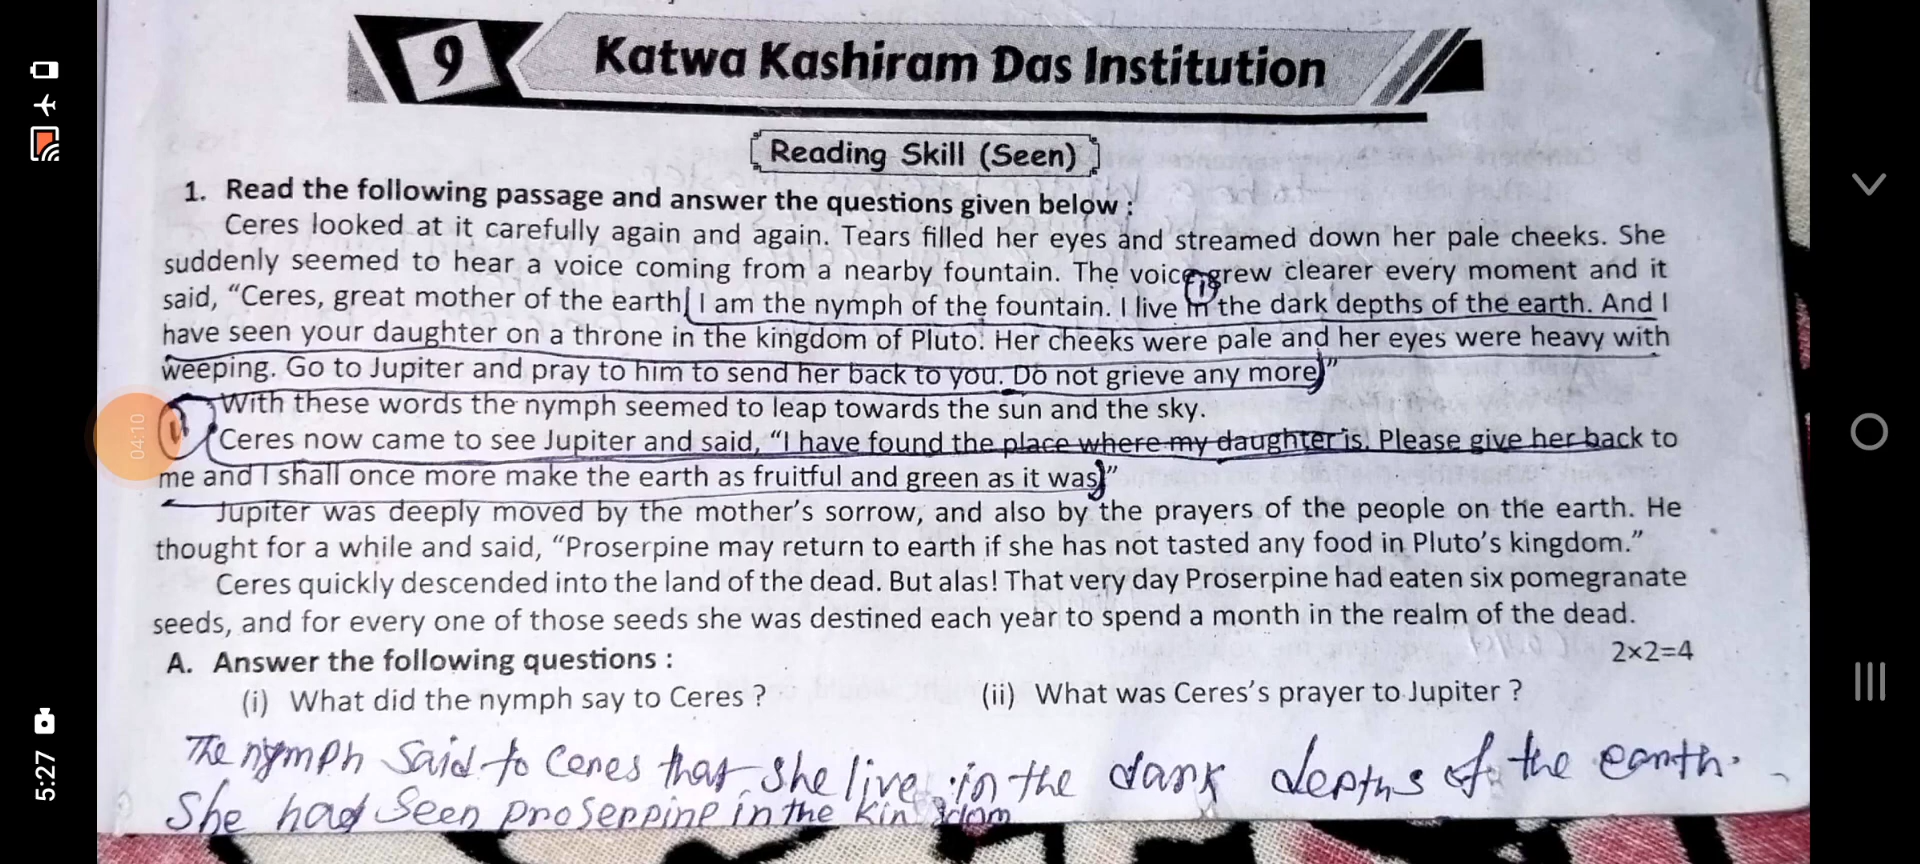 9 Katwa Kashiram Das Institution
Reading Skill (Seen)
1. Read the following passage and answer the questions given below :
Ceres looked at it carefully again and again. Tears filled her eyes and streamed down her pale cheeks. She
suddenly seemed to hear a voice coming from a nearby fountain. The voice grew clearer every moment and it
said, “Ceres, great mother of the earth, I am the nymph of the fountain. I live in the dark depths of the earth. And I
have seen your daughter on a throne in the kingdom of Pluto. Her cheeks were pale and her eyes were heavy with
weeping. Go to Jupiter and pray to him to send her back to you. Do not grieve any more.”
With these words the nymph seemed to leap towards the sun and the sky.
Ceres now came to see Jupiter and said, “I have found the place where my daughter is. Please give her back to
me and I shall once more make the earth as fruitful and green as it was.”
Jupiter was deeply moved by the mother’s sorrow, and also by the prayers of the people on the earth. He
thought for a while and said, “Proserpine may return to earth if she has not tasted any food in Pluto’s kingdom.”
Ceres quickly descended into the land of the dead. But alas! That very day Proserpine had eaten six pomegranate
seeds, and for every one of those seeds she was destined each year to spend a month in the realm of the dead.
A. Answer the following questions : 2×2=4
(i) What did the nymph say to Ceres ? (ii) What was Ceres’s prayer to Jupiter ?
The nymph said to Ceres that she live in the dark depths of the earth.
She had seen proserpine in the kingdom
04:10
5:27